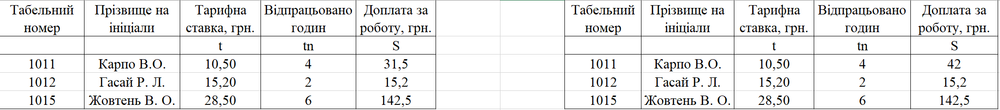 Табельний номер	Прізвище на ініціали	Тарифна ставка, грн.	Відпрацьовано годин	Доплата за роботу, грн.
t	tn	S
1011	Карпо В.О.	10,50	4	31,5
1012	Гасай Р. Л.	15,20	2	15,2
1015	Жовтень В. О.	28,50	6	142,5
Табельний номер	Прізвище на ініціали	Тарифна ставка, грн.	Відпрацьовано годин	Доплата за роботу, грн.
t	tn	S
1011	Карпо В.О.	10,50	4	42
1012	Гасай Р. Л.	15,20	2	15,2
1015	Жовтень В. О.	28,50	6	142,5